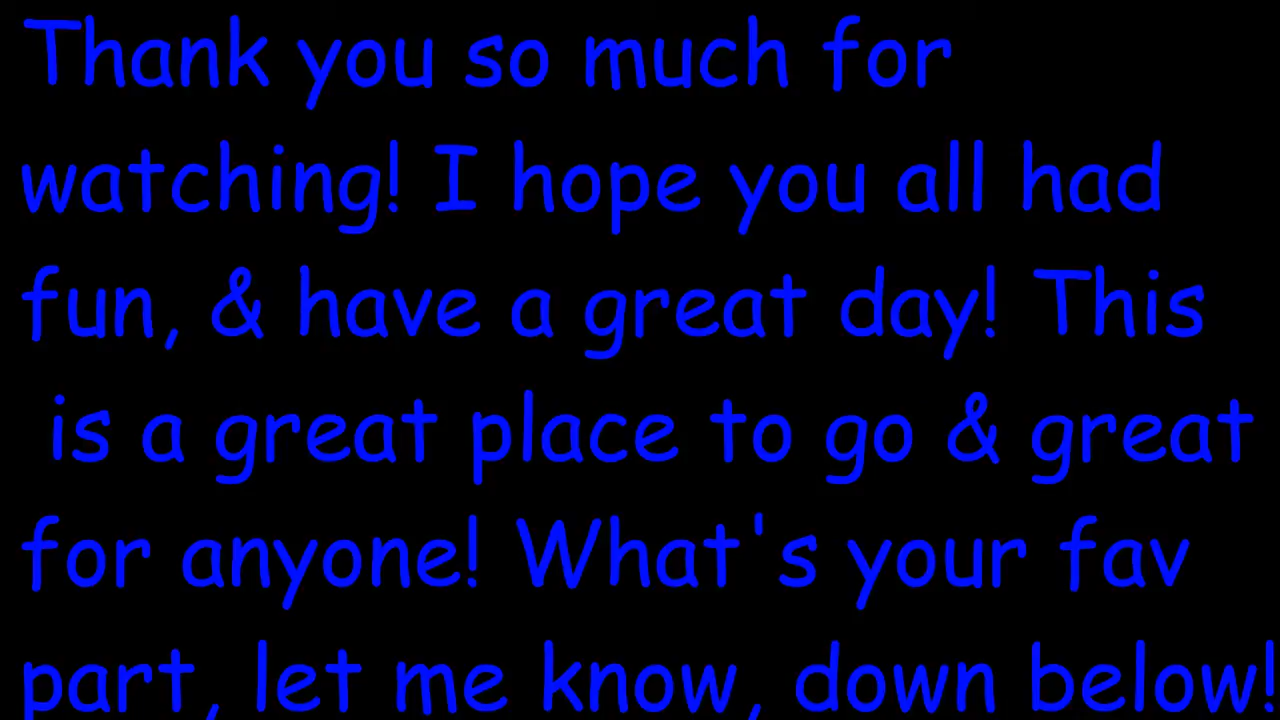 Thank you so much for
watching! I hope you all had
fun, & have a great day! This
is a great place to go & great
for anyone! What's your fav
part, let me know, down below!